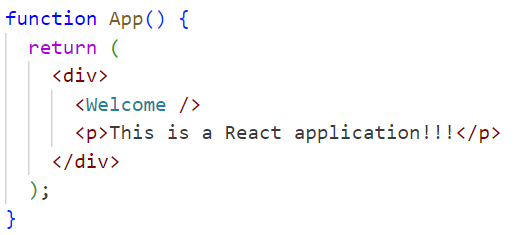 function App() {
  return (
    <div>
      <Welcome />
      <p>This is a React application!!!</p>
    </div>
  );
}